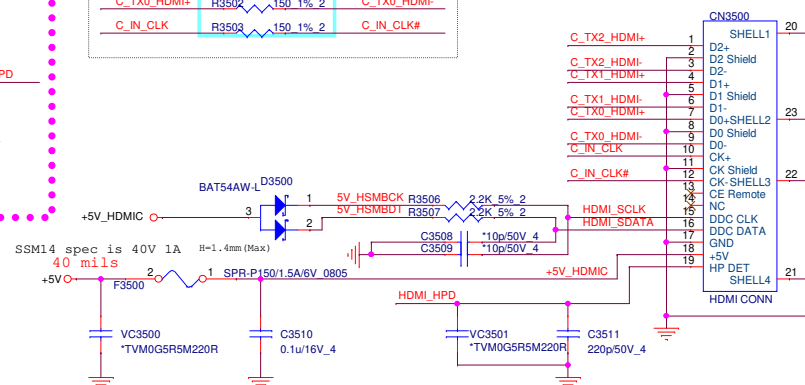 C_TX0_HDMI+ R3502 150_1%_2 C_TX0_HDMI-
C_IN_CLK R3503 150_1%_2 C_IN_CLK#
PD
CN3500
SHELL1 20
C_TX2_HDMI+ 1 D2+
2 D2 Shield
C_TX2_HDMI- 3 D2-
C_TX1_HDMI+ 4 D1+
5 D1 Shield
C_TX1_HDMI- 6 D1-
C_TX0_HDMI+ 7 D0+ SHELL2 23
8 D0 Shield
C_TX0_HDMI- 9 D0-
C_IN_CLK 10 CK+
11 CK Shield
C_IN_CLK# 12 CK- SHELL3 22
13 CE Remote
14 NC
HDMI_SCLK 15 DDC CLK
HDMI_SDATA 16 DDC DATA
17 GND
+5V_HDMIC 18 +5V
HDMI_HPD 19 HP DET
SHELL4 21
HDMI CONN
BAT54AW-L D3500
+5V_HDMIC 3
1 5V_HSMBCK R3506 2.2K_5%_2
2 5V_HSMBDT R3507 2.2K_5%_2
C3508 *10p/50V_4
C3509 *10p/50V_4
SSM14 spec is 40V 1A H=1.4mm(Max)
40 mils
+5V 2 1 SPR-P150/1.5A/6V_0805
F3500
VC3500
*TVM0G5R5M220R
C3510
0.1u/16V_4
VC3501
*TVM0G5R5M220R
C3511
220p/50V_4